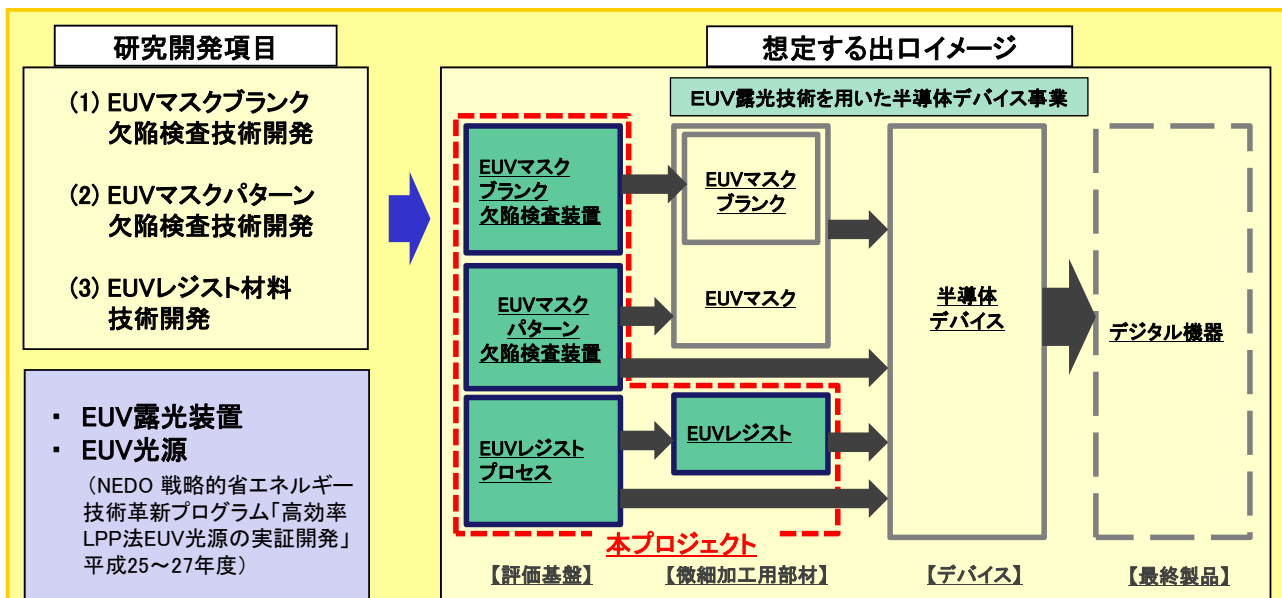 研究開発項目
(1) EUVマスクブランク
欠陥検査技術開発
(2) EUVマスクパターン
欠陥検査技術開発
(3) EUVレジスト材料
技術開発
・ EUV露光装置
・ EUV光源
（NEDO 戦略的省エネルギー
技術革新プログラム「高効率
LPP法EUV光源の実証開発」
平成25～27年度）
想定する出口イメージ
EUV露光技術を用いた半導体デバイス事業
EUVマスク
ブランク
欠陥検査装置
EUVマスク
パターン
欠陥検査装置
EUVレジスト
プロセス
EUVマスク
ブランク
EUVマスク
EUVレジスト
半導体
デバイス
デジタル機器
本プロジェクト
【評価基盤】
【微細加工用部材】
【デバイス】
【最終製品】